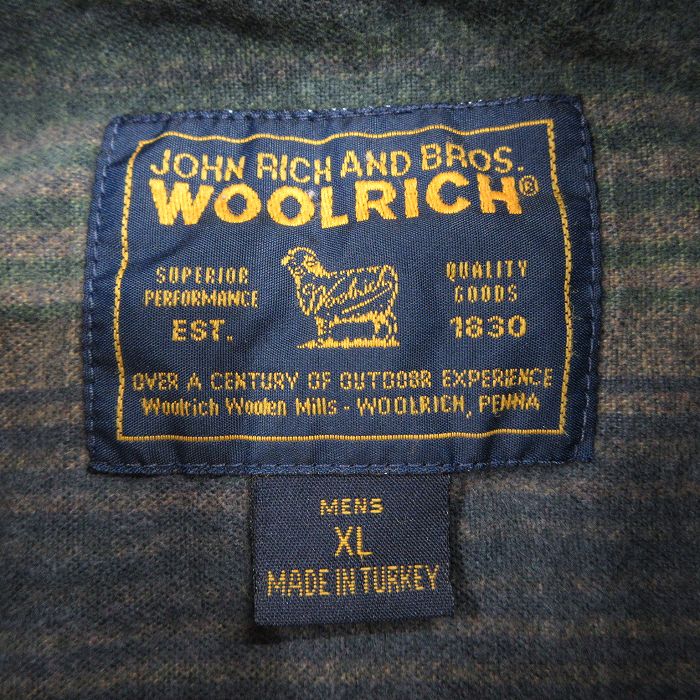 JOHN RICH AND BROS.
WOOLRICH®
SUPERIOR PERFORMANCE
Woolrich
QUALITY GOODS
EST. 1830
OVER A CENTURY OF OUTDOOR EXPERIENCE
Woolrich Woolen Mills - WOOLRICH, PENNA
MENS
XL
MADE IN TURKEY